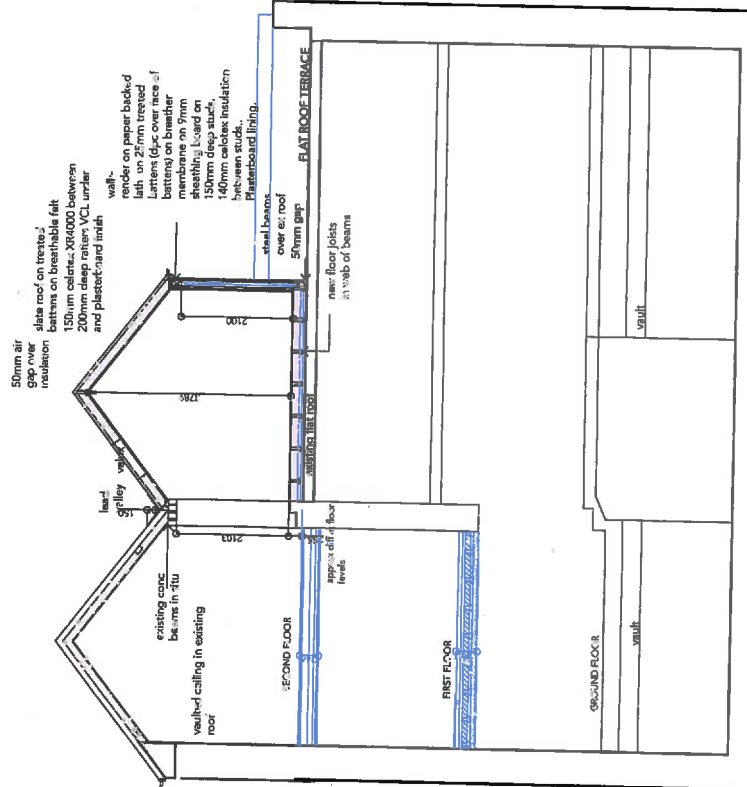 50mm air
gap over
insulation
slate roof on treated
battens on breathable felt
150mm celotex XR4000 between
200mm deep rafters VCL under
and plasterboard finish
wall-
render on paper backed
lath on 25mm treated
battens (dpc over face of
battens) on breather
membrane on 9mm
sheathing board on
150mm deep studs,
140mm celotex insulation
between studs..
Plasterboard lining,
steel beams
over ex roof
50mm gap
FLAT ROOF TERRACE
new floor joists
in web of beams
2100
existing flat roof
lead
valley
velux
150
2103
approx diff in floor
levels
existing conc
beams in situ
vaulted ceiling in existing
roof
SECOND FLOOR
FIRST FLOOR
GROUND FLOOR
vault
vault